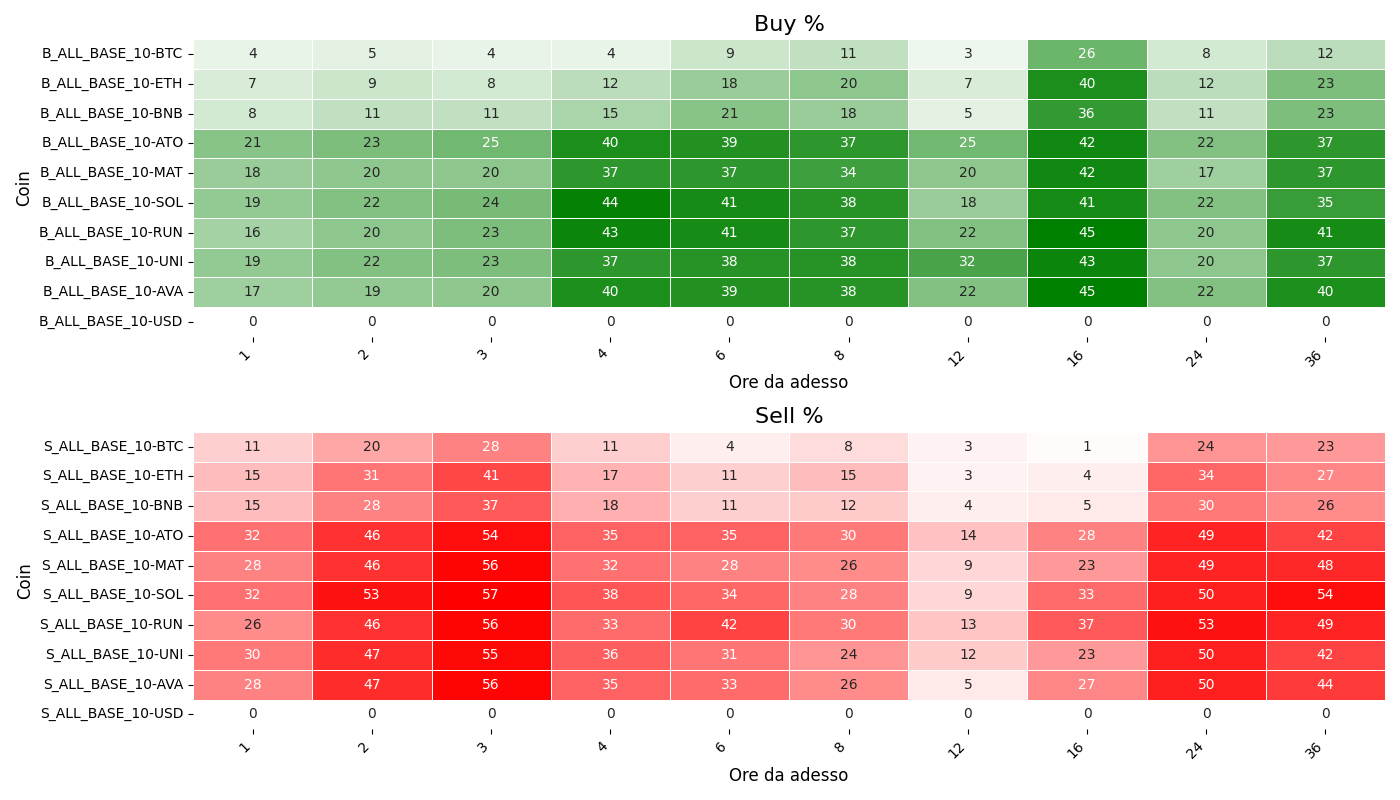 Buy %
Coin
B_ALL_BASE_10-BTC 4 5 4 4 9 11 3 26 8 12
B_ALL_BASE_10-ETH 7 9 8 12 18 20 7 40 12 23
B_ALL_BASE_10-BNB 8 11 11 15 21 18 5 36 11 23
B_ALL_BASE_10-ATO 21 23 25 40 39 37 25 42 22 37
B_ALL_BASE_10-MAT 18 20 20 37 37 34 20 42 17 37
B_ALL_BASE_10-SOL 19 22 24 44 41 38 18 41 22 35
B_ALL_BASE_10-RUN 16 20 23 43 41 37 22 45 20 41
B_ALL_BASE_10-UNI 19 22 23 37 38 38 32 43 20 37
B_ALL_BASE_10-AVA 17 19 20 40 39 38 22 45 22 40
B_ALL_BASE_10-USD 0 0 0 0 0 0 0 0 0 0
1 2 3 4 6 8 12 16 24 36
Ore da adesso
Sell %
Coin
S_ALL_BASE_10-BTC 11 20 28 11 4 8 3 1 24 23
S_ALL_BASE_10-ETH 15 31 41 17 11 15 3 4 34 27
S_ALL_BASE_10-BNB 15 28 37 18 11 12 4 5 30 26
S_ALL_BASE_10-ATO 32 46 54 35 35 30 14 28 49 42
S_ALL_BASE_10-MAT 28 46 56 32 28 26 9 23 49 48
S_ALL_BASE_10-SOL 32 53 57 38 34 28 9 33 50 54
S_ALL_BASE_10-RUN 26 46 56 33 42 30 13 37 53 49
S_ALL_BASE_10-UNI 30 47 55 36 31 24 12 23 50 42
S_ALL_BASE_10-AVA 28 47 56 35 33 26 5 27 50 44
S_ALL_BASE_10-USD 0 0 0 0 0 0 0 0 0 0
1 2 3 4 6 8 12 16 24 36
Ore da adesso